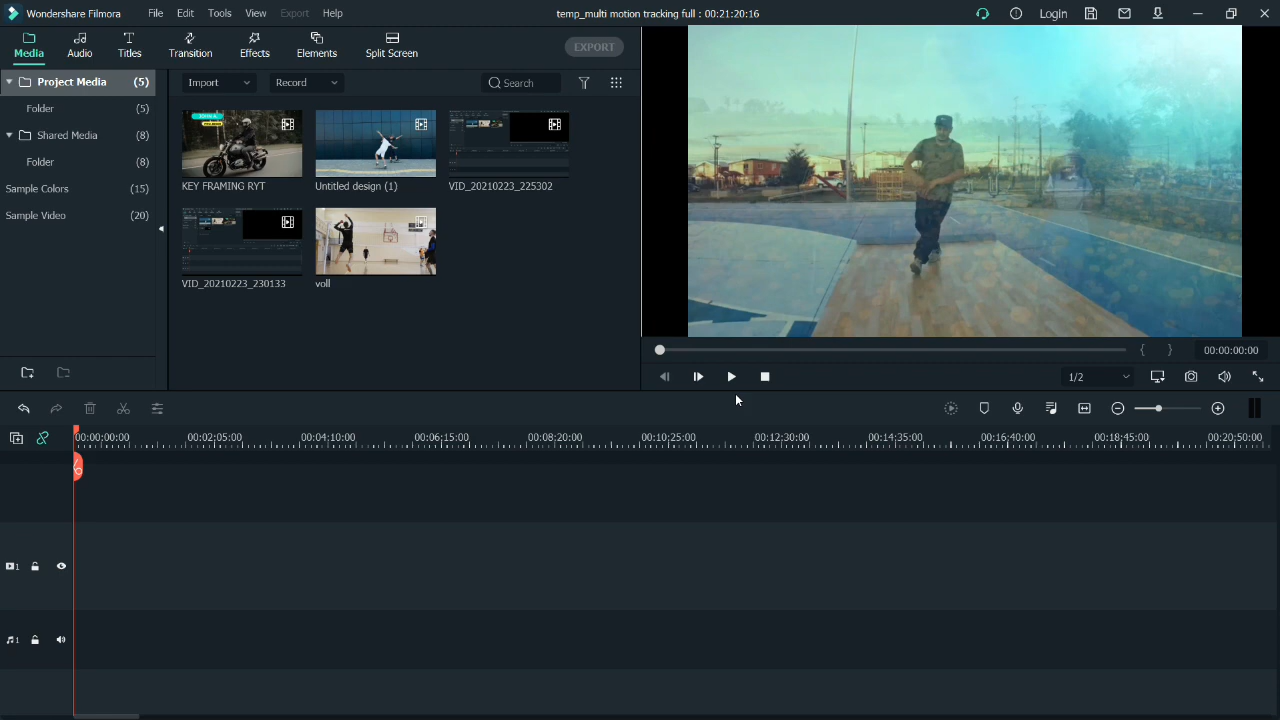 Wondershare Filmora File Edit Tools View Export Help temp_multi motion tracking full : 00:21:20:16 Login
Media Audio Titles Transition Effects Elements Split Screen EXPORT
Project Media (5)
Folder (5)
Shared Media (8)
Folder (8)
Sample Colors (15)
Sample Video (20)
Import Record Search
KEY FRAMING RYT Untitled design (1) VID_20210223_225302
VID_20210223_230133 voll
00:00:00:00
1/2
00:00:00:00 00:02:05:00 00:04:10:00 00:06:15:00 00:08:20:00 00:10:25:00 00:12:30:00 00:14:35:00 00:16:40:00 00:18:45:00 00:20:50:00
1
1